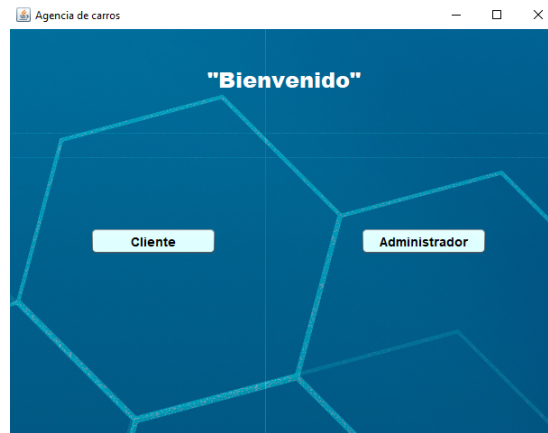 Agencia de carros
"Bienvenido"
Cliente
Administrador